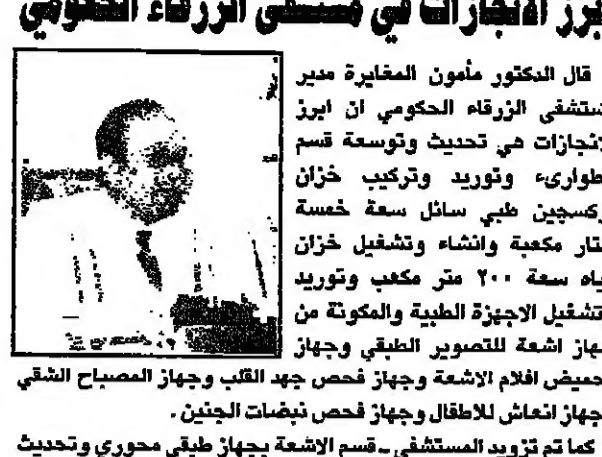 ابرز الانجازات في مستشفى الزرقاء الحكومي
قال الدكتور مأمون المغايرة مدير
مستشفى الزرقاء الحكومي ان ابرز
الانجازات هي تحديث وتوسعة قسم
الطوارىء وتوريد وتركيب خزان
اوكسجين طبي سائل سعة خمسة
امتار مكعبة وانشاء وتشغيل خزان
مياه سعة ٢٠٠ متر مكعب وتوريد
وتشغيل الاجهزة الطبية والمكونة من
جهاز اشعة للتصوير الطبقي وجهاز
تحميض افلام الاشعة وجهاز فحص جهد القلب وجهاز المصباح الشقي
وجهاز انعاش للاطفال وجهاز فحص نبضات الجنين .
كما تم تزويد المستشفى ـ قسم الاشعة بجهاز طبقي محوري وتحديث